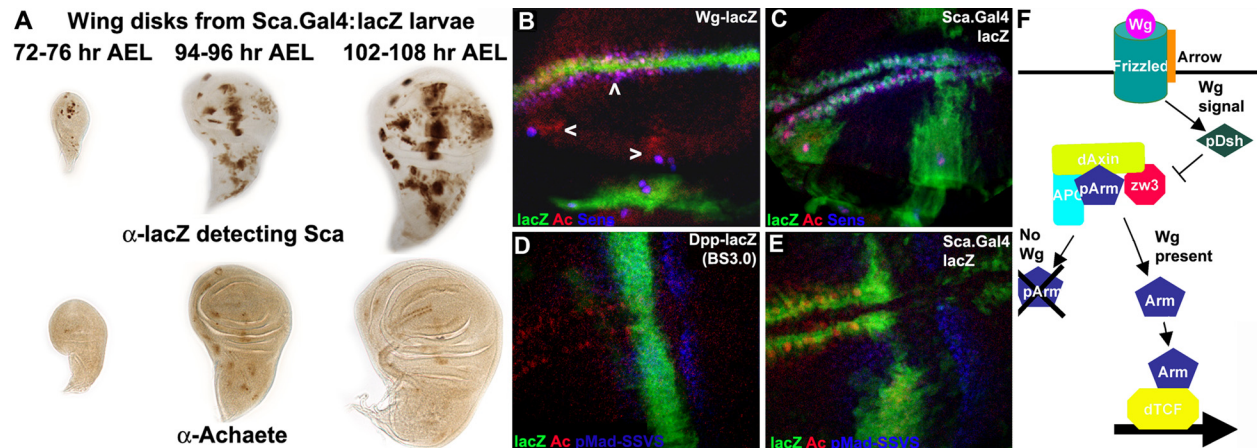 A
Wing disks from Sca.Gal4:lacZ larvae
72-76 hr AEL 94-96 hr AEL 102-108 hr AEL
α-lacZ detecting Sca
α-Achaete
B
Wg-lacZ
lacZ Ac Sens
C
Sca.Gal4
lacZ
lacZ Ac Sens
D
Dpp-lacZ
(BS3.0)
lacZ Ac pMad-SSVS
E
Sca.Gal4
lacZ
lacZ Ac pMad-SSVS
F
Wg
Frizzled
Arrow
Wg
signal
pDsh
dAxin
APC
pArm
zw3
No
Wg
Wg
present
pArm
Arm
Arm
dTCF